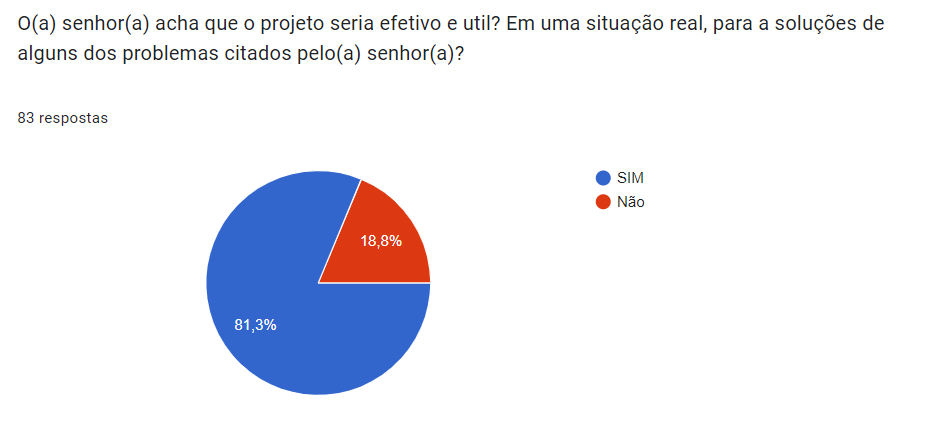 O(a) senhor(a) acha que o projeto seria efetivo e util? Em uma situação real, para a soluções de
alguns dos problemas citados pelo(a) senhor(a)?
83 respostas
SIM
Não
18,8%
81,3%